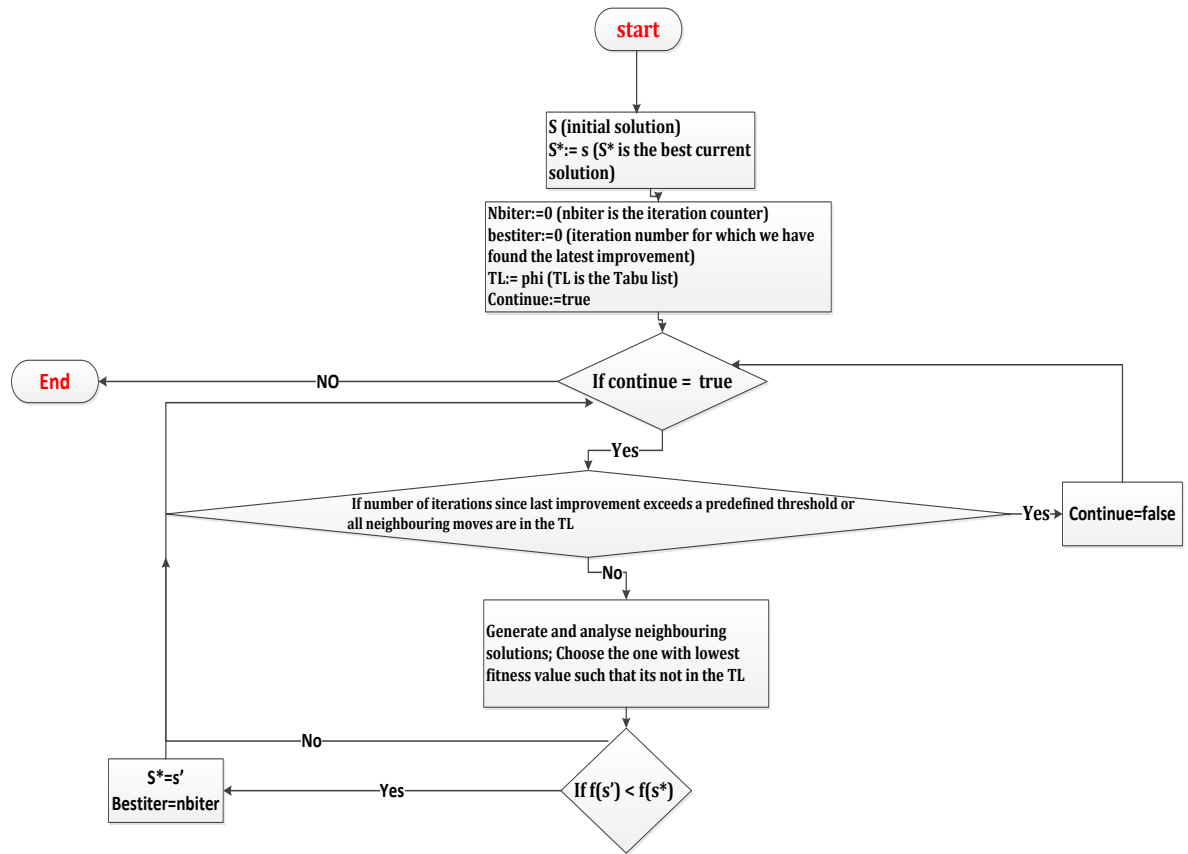 start
S (initial solution)
S*:= s (S* is the best current
solution)
Nbiter:=0 (nbiter is the iteration counter)
bestiter:=0 (iteration number for which we have
found the latest improvement)
TL:= phi (TL is the Tabu list)
Continue:=true
End
NO
If continue = true
Yes
If number of iterations since last improvement exceeds a predefined threshold or
all neighbouring moves are in the TL
Yes
Continue=false
No
Generate and analyse neighbouring
solutions; Choose the one with lowest
fitness value such that its not in the TL
No
S*=s’
Bestiter=nbiter
Yes
If f(s’) < f(s*)